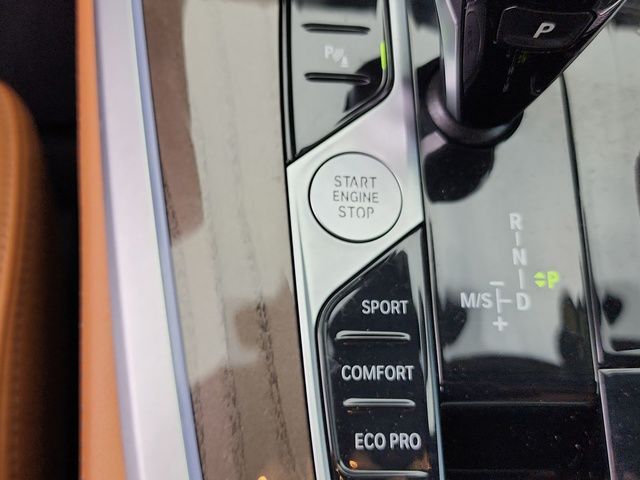 P
P
START
ENGINE
STOP
R
N
P
M/S
D
-
+
SPORT
COMFORT
ECO PRO